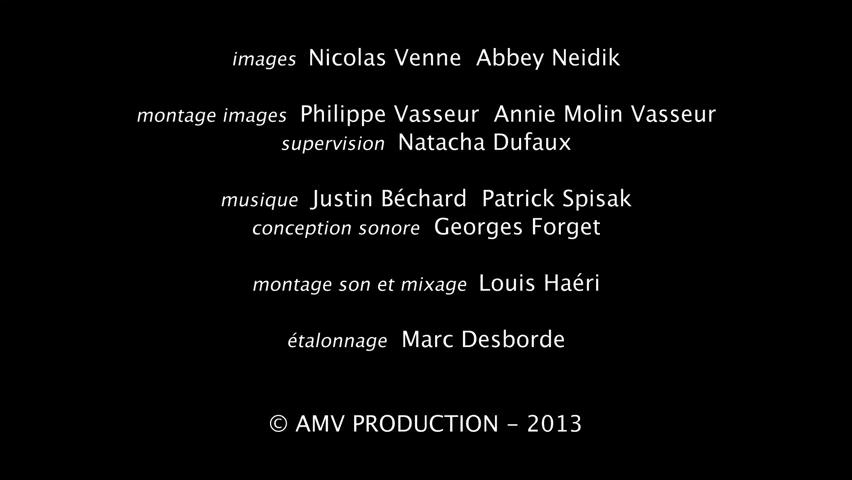 images Nicolas Venne Abbey Neidik
montage images Philippe Vasseur Annie Molin Vasseur
supervision Natacha Dufaux
musique Justin Béchard Patrick Spisak
conception sonore Georges Forget
montage son et mixage Louis Haéri
étalonnage Marc Desborde
© AMV PRODUCTION – 2013